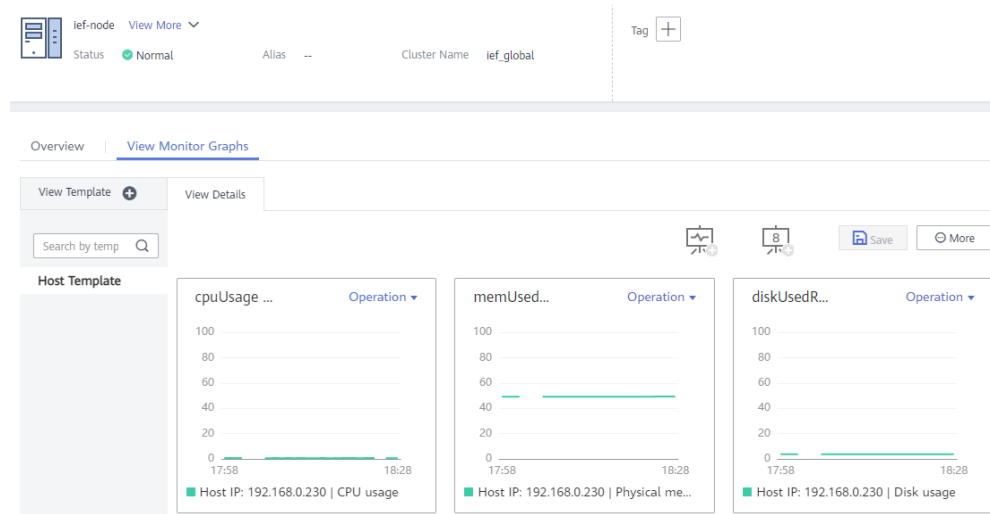 ief-node View More
Tag
Status Normal Alias -- Cluster Name ief_global
Overview View Monitor Graphs
View Template View Details
Search by temp
8 Save More
Host Template
cpuUsage ... Operation
100
80
60
40
20
0
17:58 18:28
Host IP: 192.168.0.230 | CPU usage
memUsed... Operation
100
80
60
40
20
0
17:58 18:28
Host IP: 192.168.0.230 | Physical me...
diskUsedR... Operation
100
80
60
40
20
0
17:58 18:28
Host IP: 192.168.0.230 | Disk usage